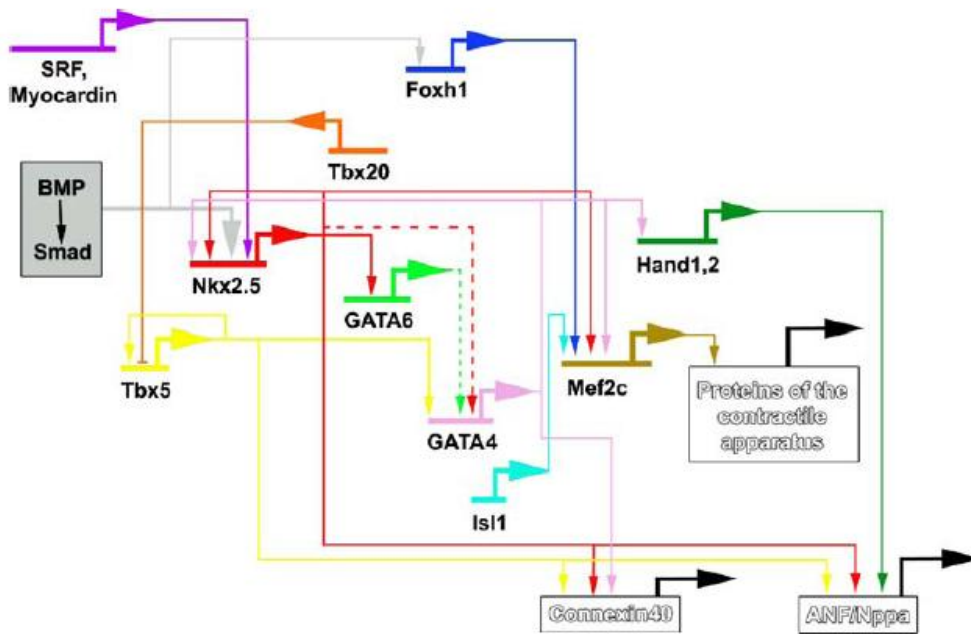 SRF,
Myocardin
Foxh1
Tbx20
BMP
Smad
Nkx2.5
Hand1,2
GATA6
Tbx5
Mef2c
Proteins of the
contractile
apparatus
GATA4
Isl1
Connexin40
ANF/Nppa